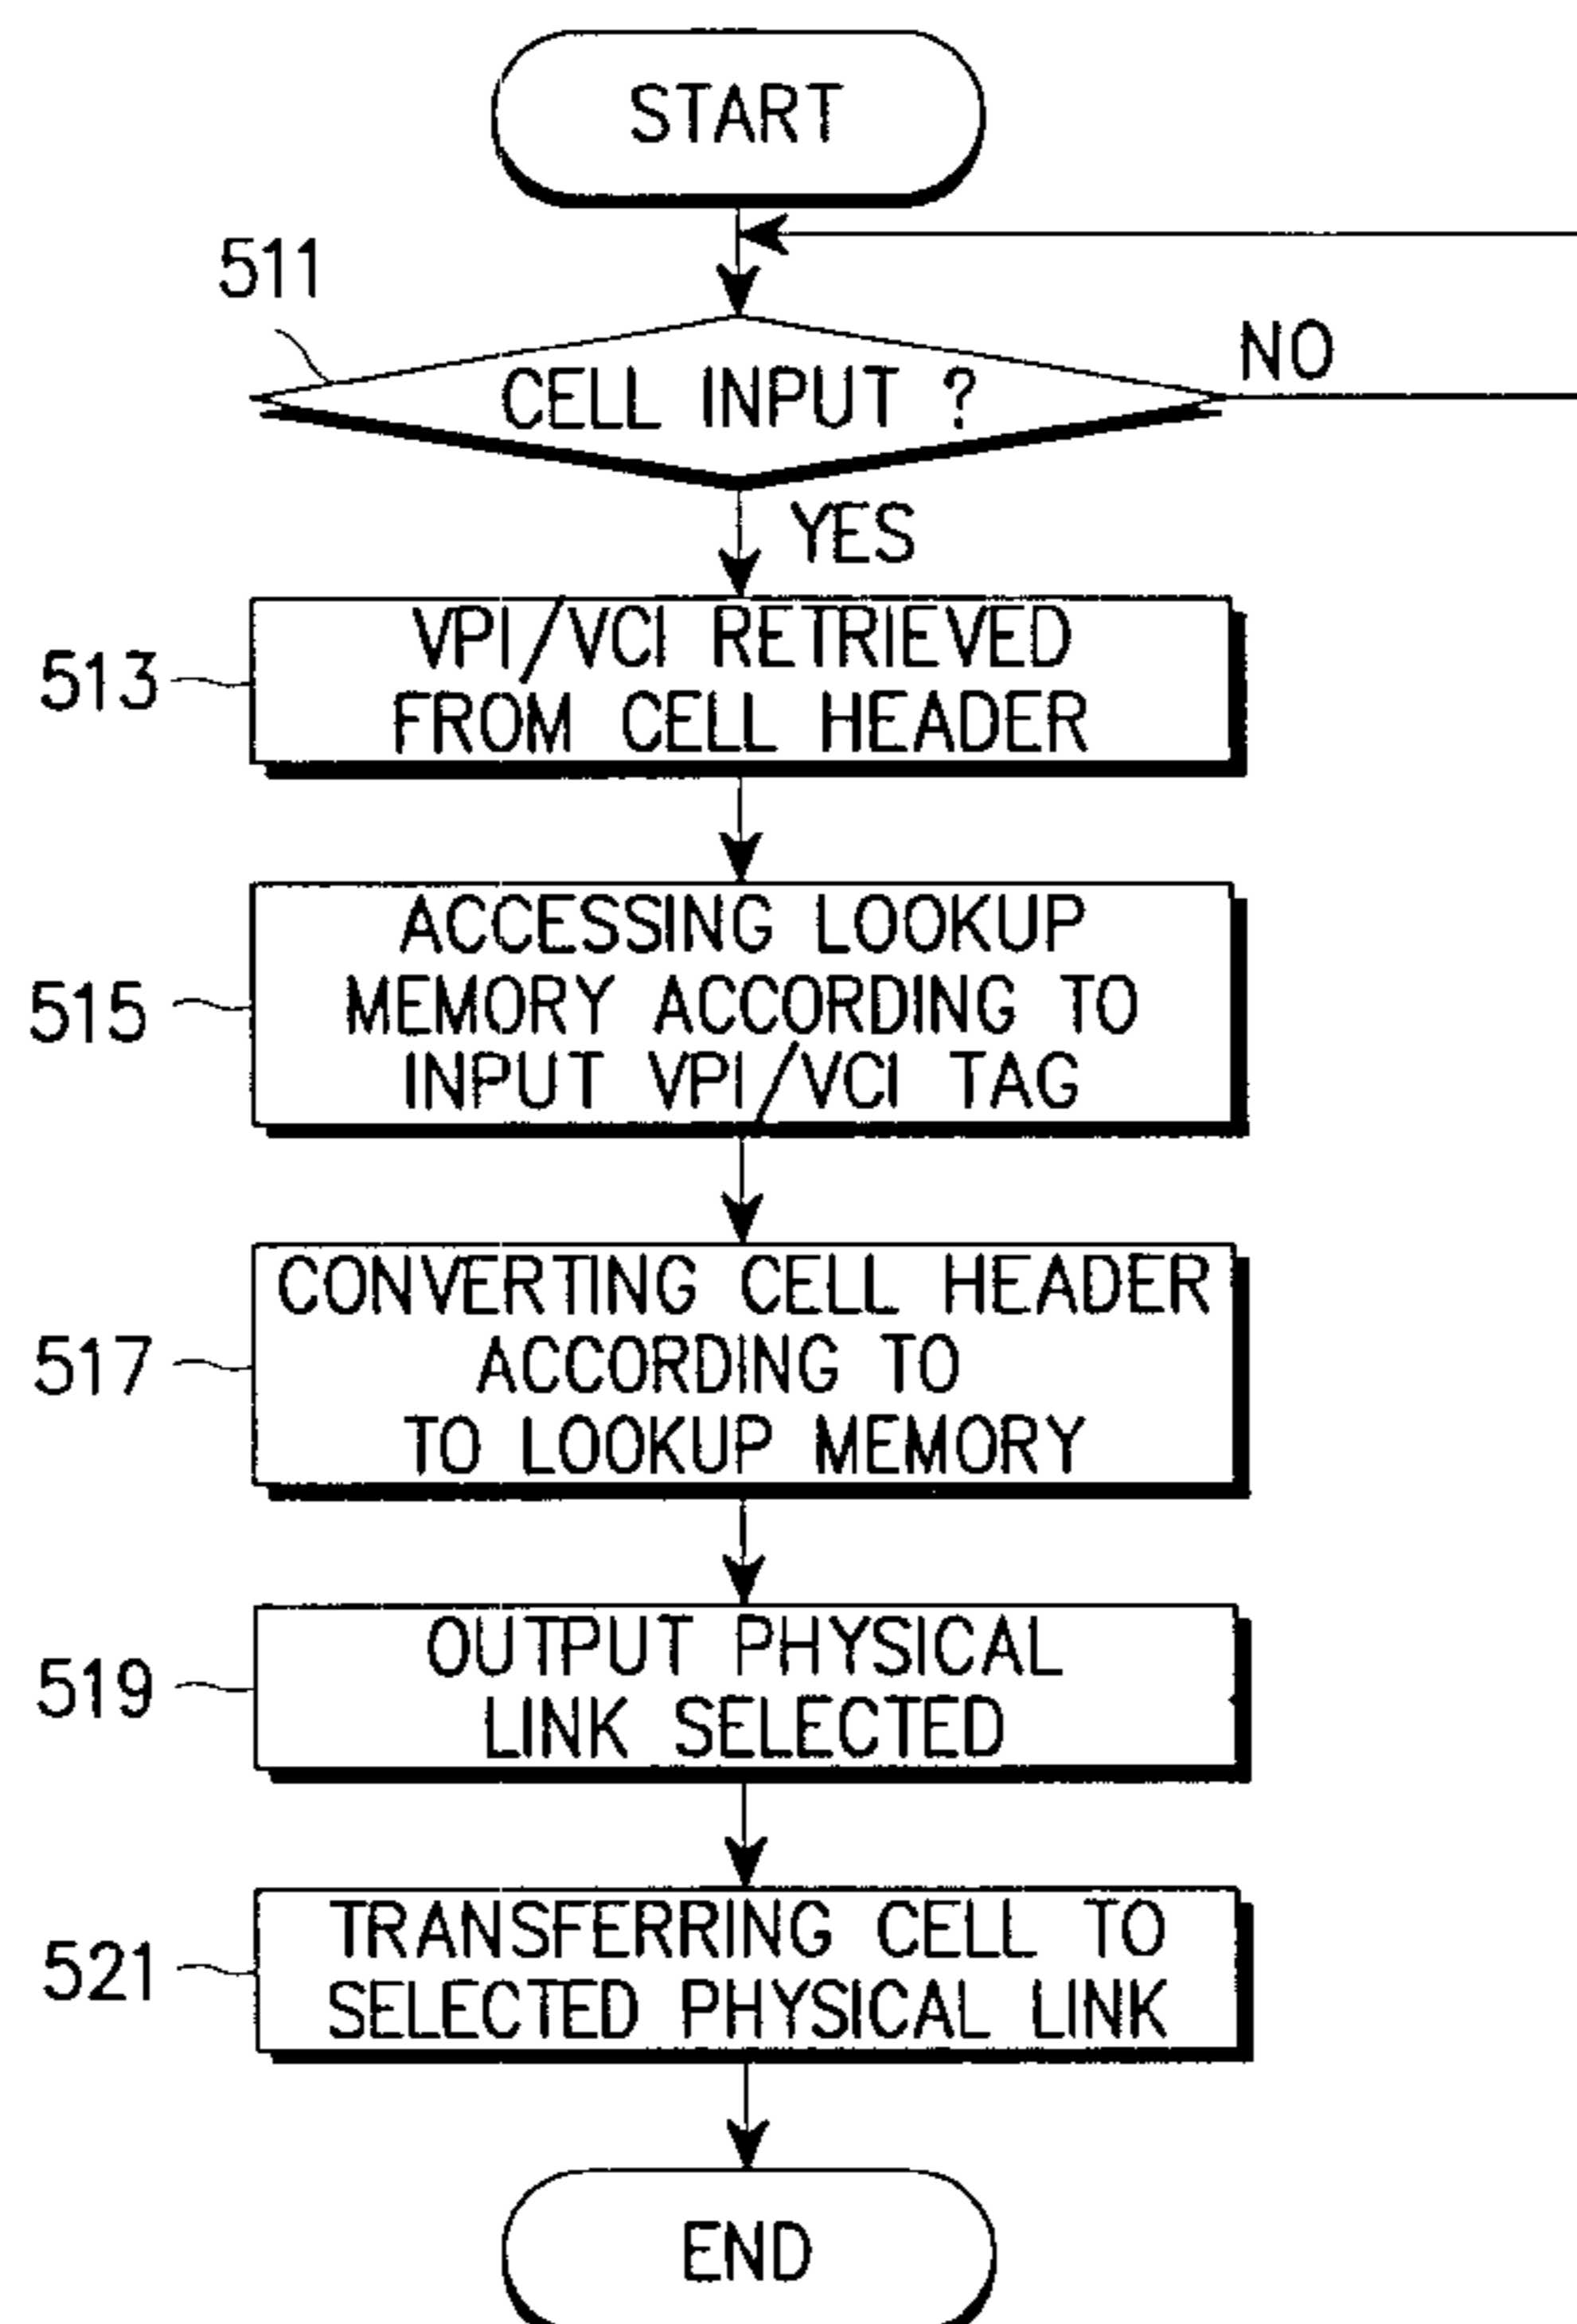 START
511
CELL INPUT ?
NO
YES
513
VPI/VCI RETRIEVED
FROM CELL HEADER
515
ACCESSING LOOKUP
MEMORY ACCORDING TO
INPUT VPI/VCI TAG
517
CONVERTING CELL HEADER
ACCORDING TO
TO LOOKUP MEMORY
519
OUTPUT PHYSICAL
LINK SELECTED
521
TRANSFERRING CELL TO
SELECTED PHYSICAL LINK
END